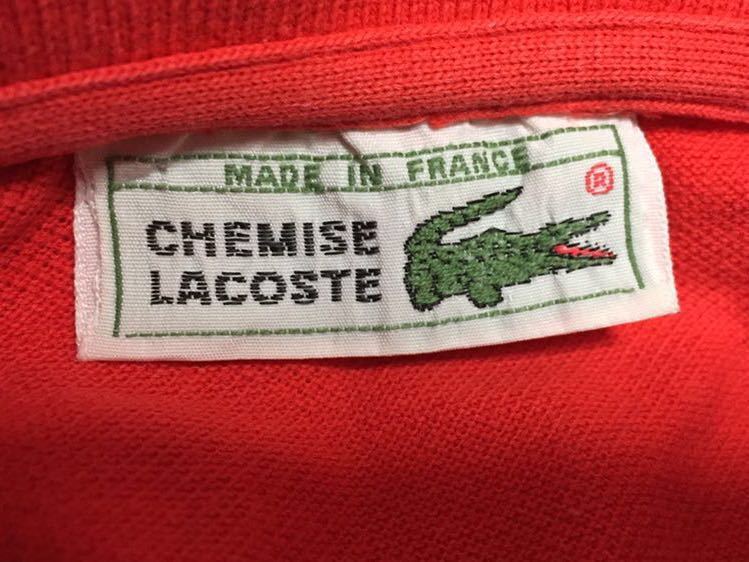 MADE IN FRANCE
®
CHEMISE
LACOSTE